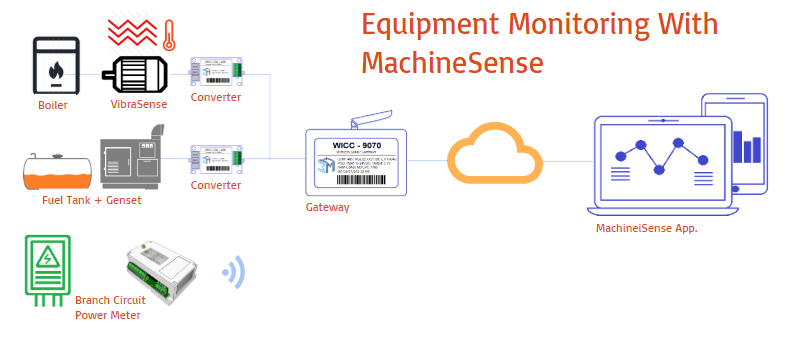 Equipment Monitoring With
MachineSense
Boiler
VibraSense
Converter
Fuel Tank + Genset
Converter
WICC - 9070
Gateway
MachineiSense App.
Branch Circuit
Power Meter